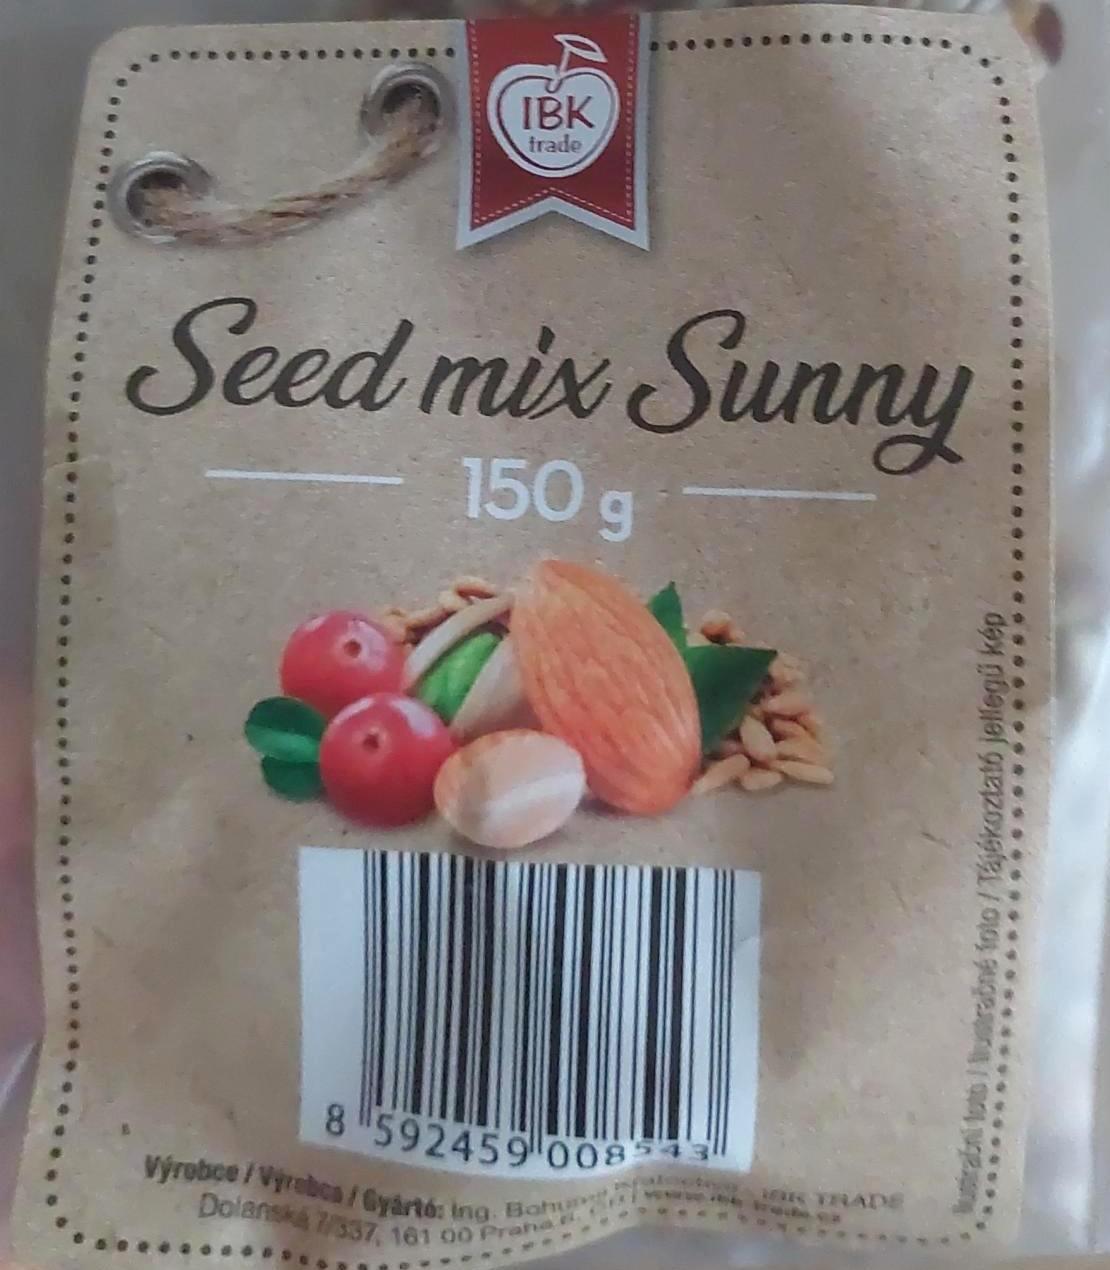 IBK
trade
Seed mix Sunny
150 g
8 592459 008543
Výrobce / Výrobca / Gyártó: Ing. IBK TRADE
Dolanská 7/337, 161 00 Praha 6,
Ilustrační foto / Ilustračné foto / Tájékoztató jellegű kép